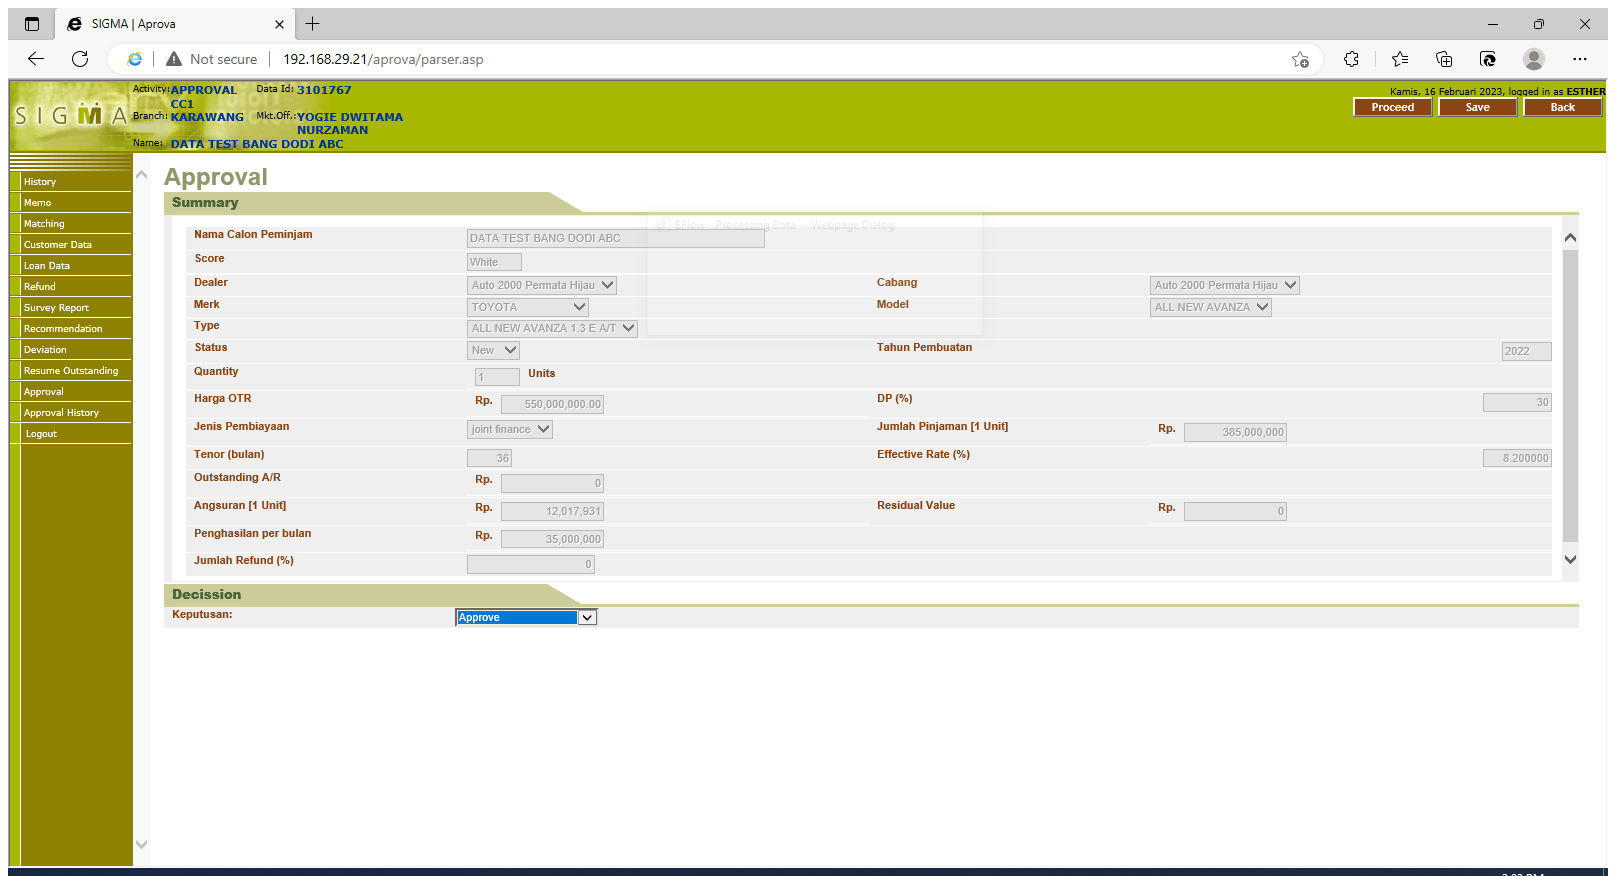 SIGMA | Aprova
Not secure
192.168.29.21/aprova/parser.asp
Activity: APPROVAL CC1 Data Id: 3101767
Kamis, 16 Februari 2023, logged in as ESTHER
SIGMA
Branch: KARAWANG Mkt.Off.: YOGIE DWITAMA NURZAMAN
Proceed Save Back
Name: DATA TEST BANG DODI ABC
History
Memo
Matching
Customer Data
Loan Data
Refund
Survey Report
Recommendation
Deviation
Resume Outstanding
Approval
Approval History
Logout
Approval
Summary
EFlow - Processing Data -- Webpage Dialog
Nama Calon Peminjam DATA TEST BANG DODI ABC
Score White
Dealer Auto 2000 Permata Hijau Cabang Auto 2000 Permata Hijau
Merk TOYOTA Model ALL NEW AVANZA
Type ALL NEW AVANZA 1.3 E A/T
Status New Tahun Pembuatan 2022
Quantity 1 Units
Harga OTR Rp. 550,000,000.00 DP (%) 30
Jenis Pembiayaan joint finance Jumlah Pinjaman [1 Unit] Rp. 385,000,000
Tenor (bulan) 36 Effective Rate (%) 8.200000
Outstanding A/R Rp. 0
Angsuran [1 Unit] Rp. 12,017,931 Residual Value Rp. 0
Penghasilan per bulan Rp. 35,000,000
Jumlah Refund (%) 0
Decission
Keputusan: Approve